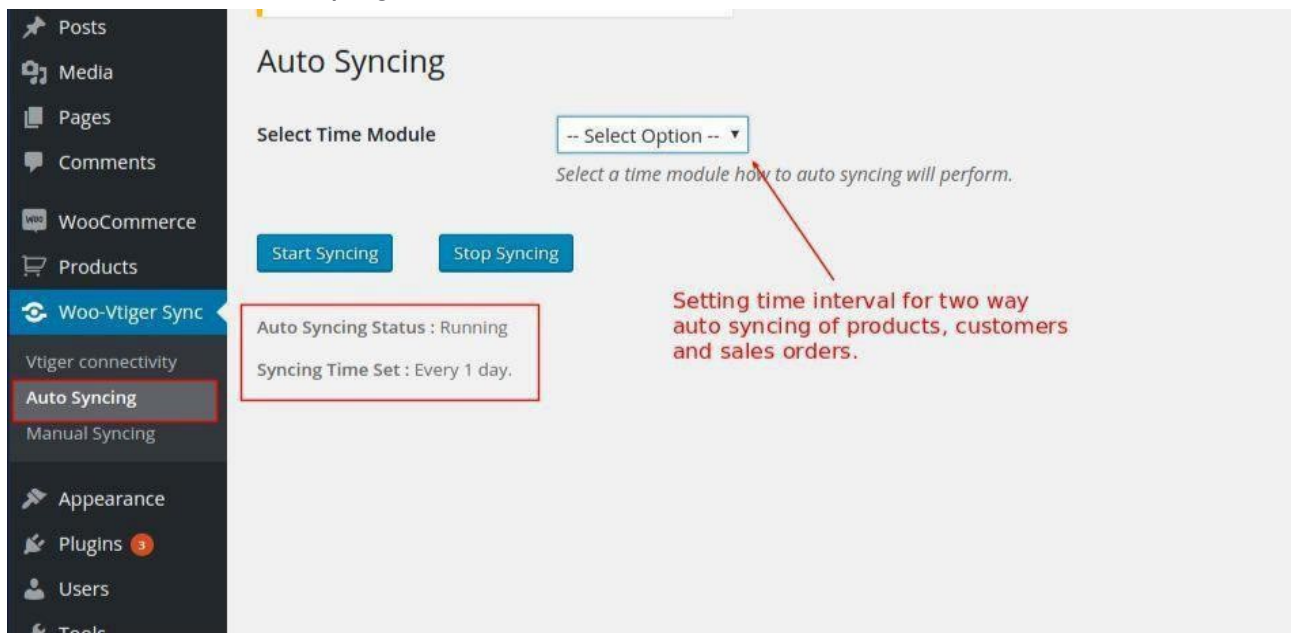 Posts
Media
Pages
Comments
WooCommerce
Products
Woo-Vtiger Sync
Vtiger connectivity
Auto Syncing
Manual Syncing
Appearance
Plugins 3
Users
Tools
Auto Syncing
Select Time Module
-- Select Option --
Select a time module how to auto syncing will perform.
Start Syncing
Stop Syncing
Auto Syncing Status : Running
Syncing Time Set : Every 1 day.
Setting time interval for two way
auto syncing of products, customers
and sales orders.